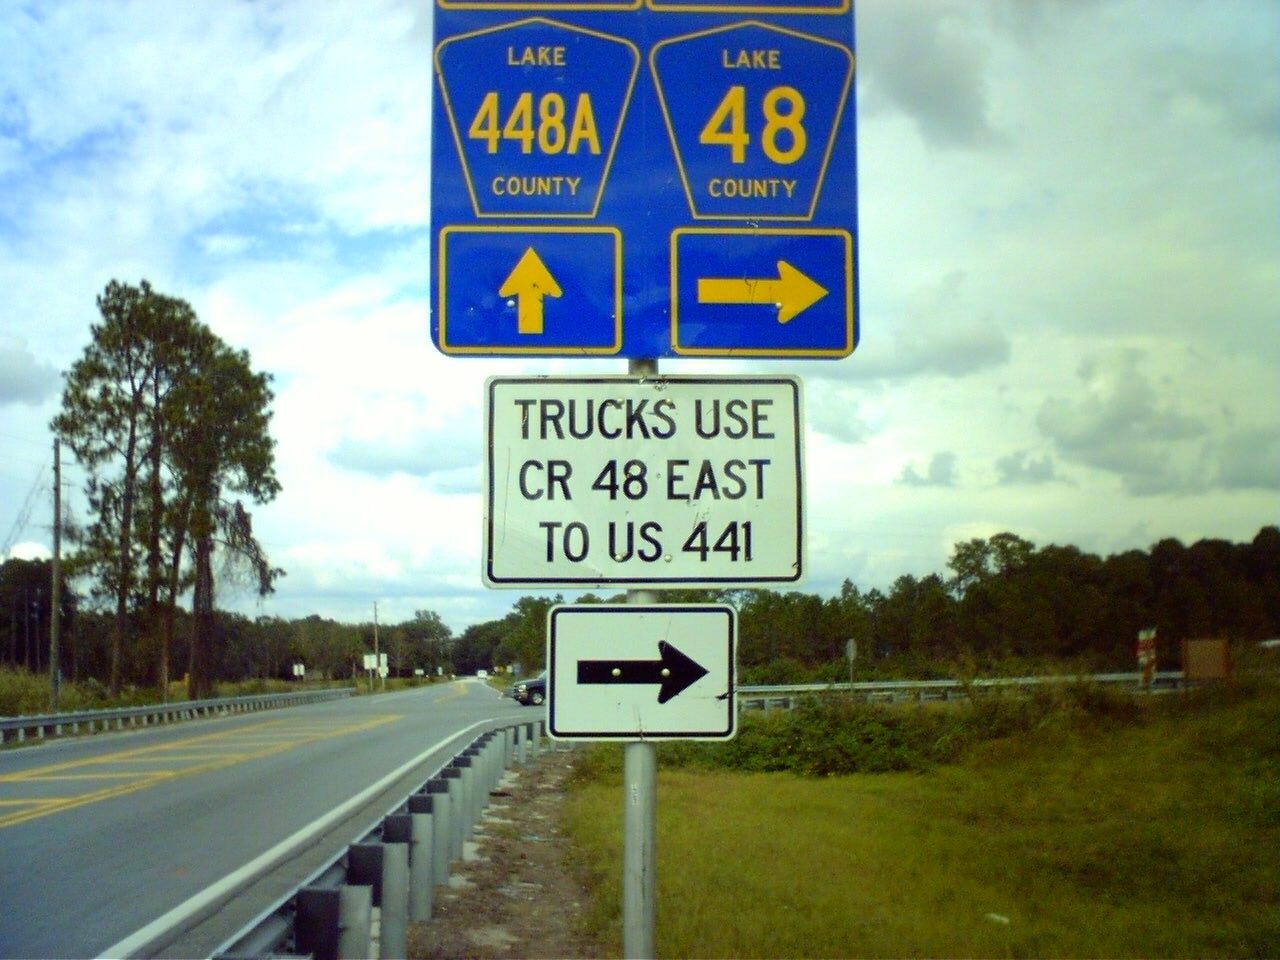 LAKE
448A
COUNTY
LAKE
48
COUNTY
TRUCKS USE
CR 48 EAST
TO US 441